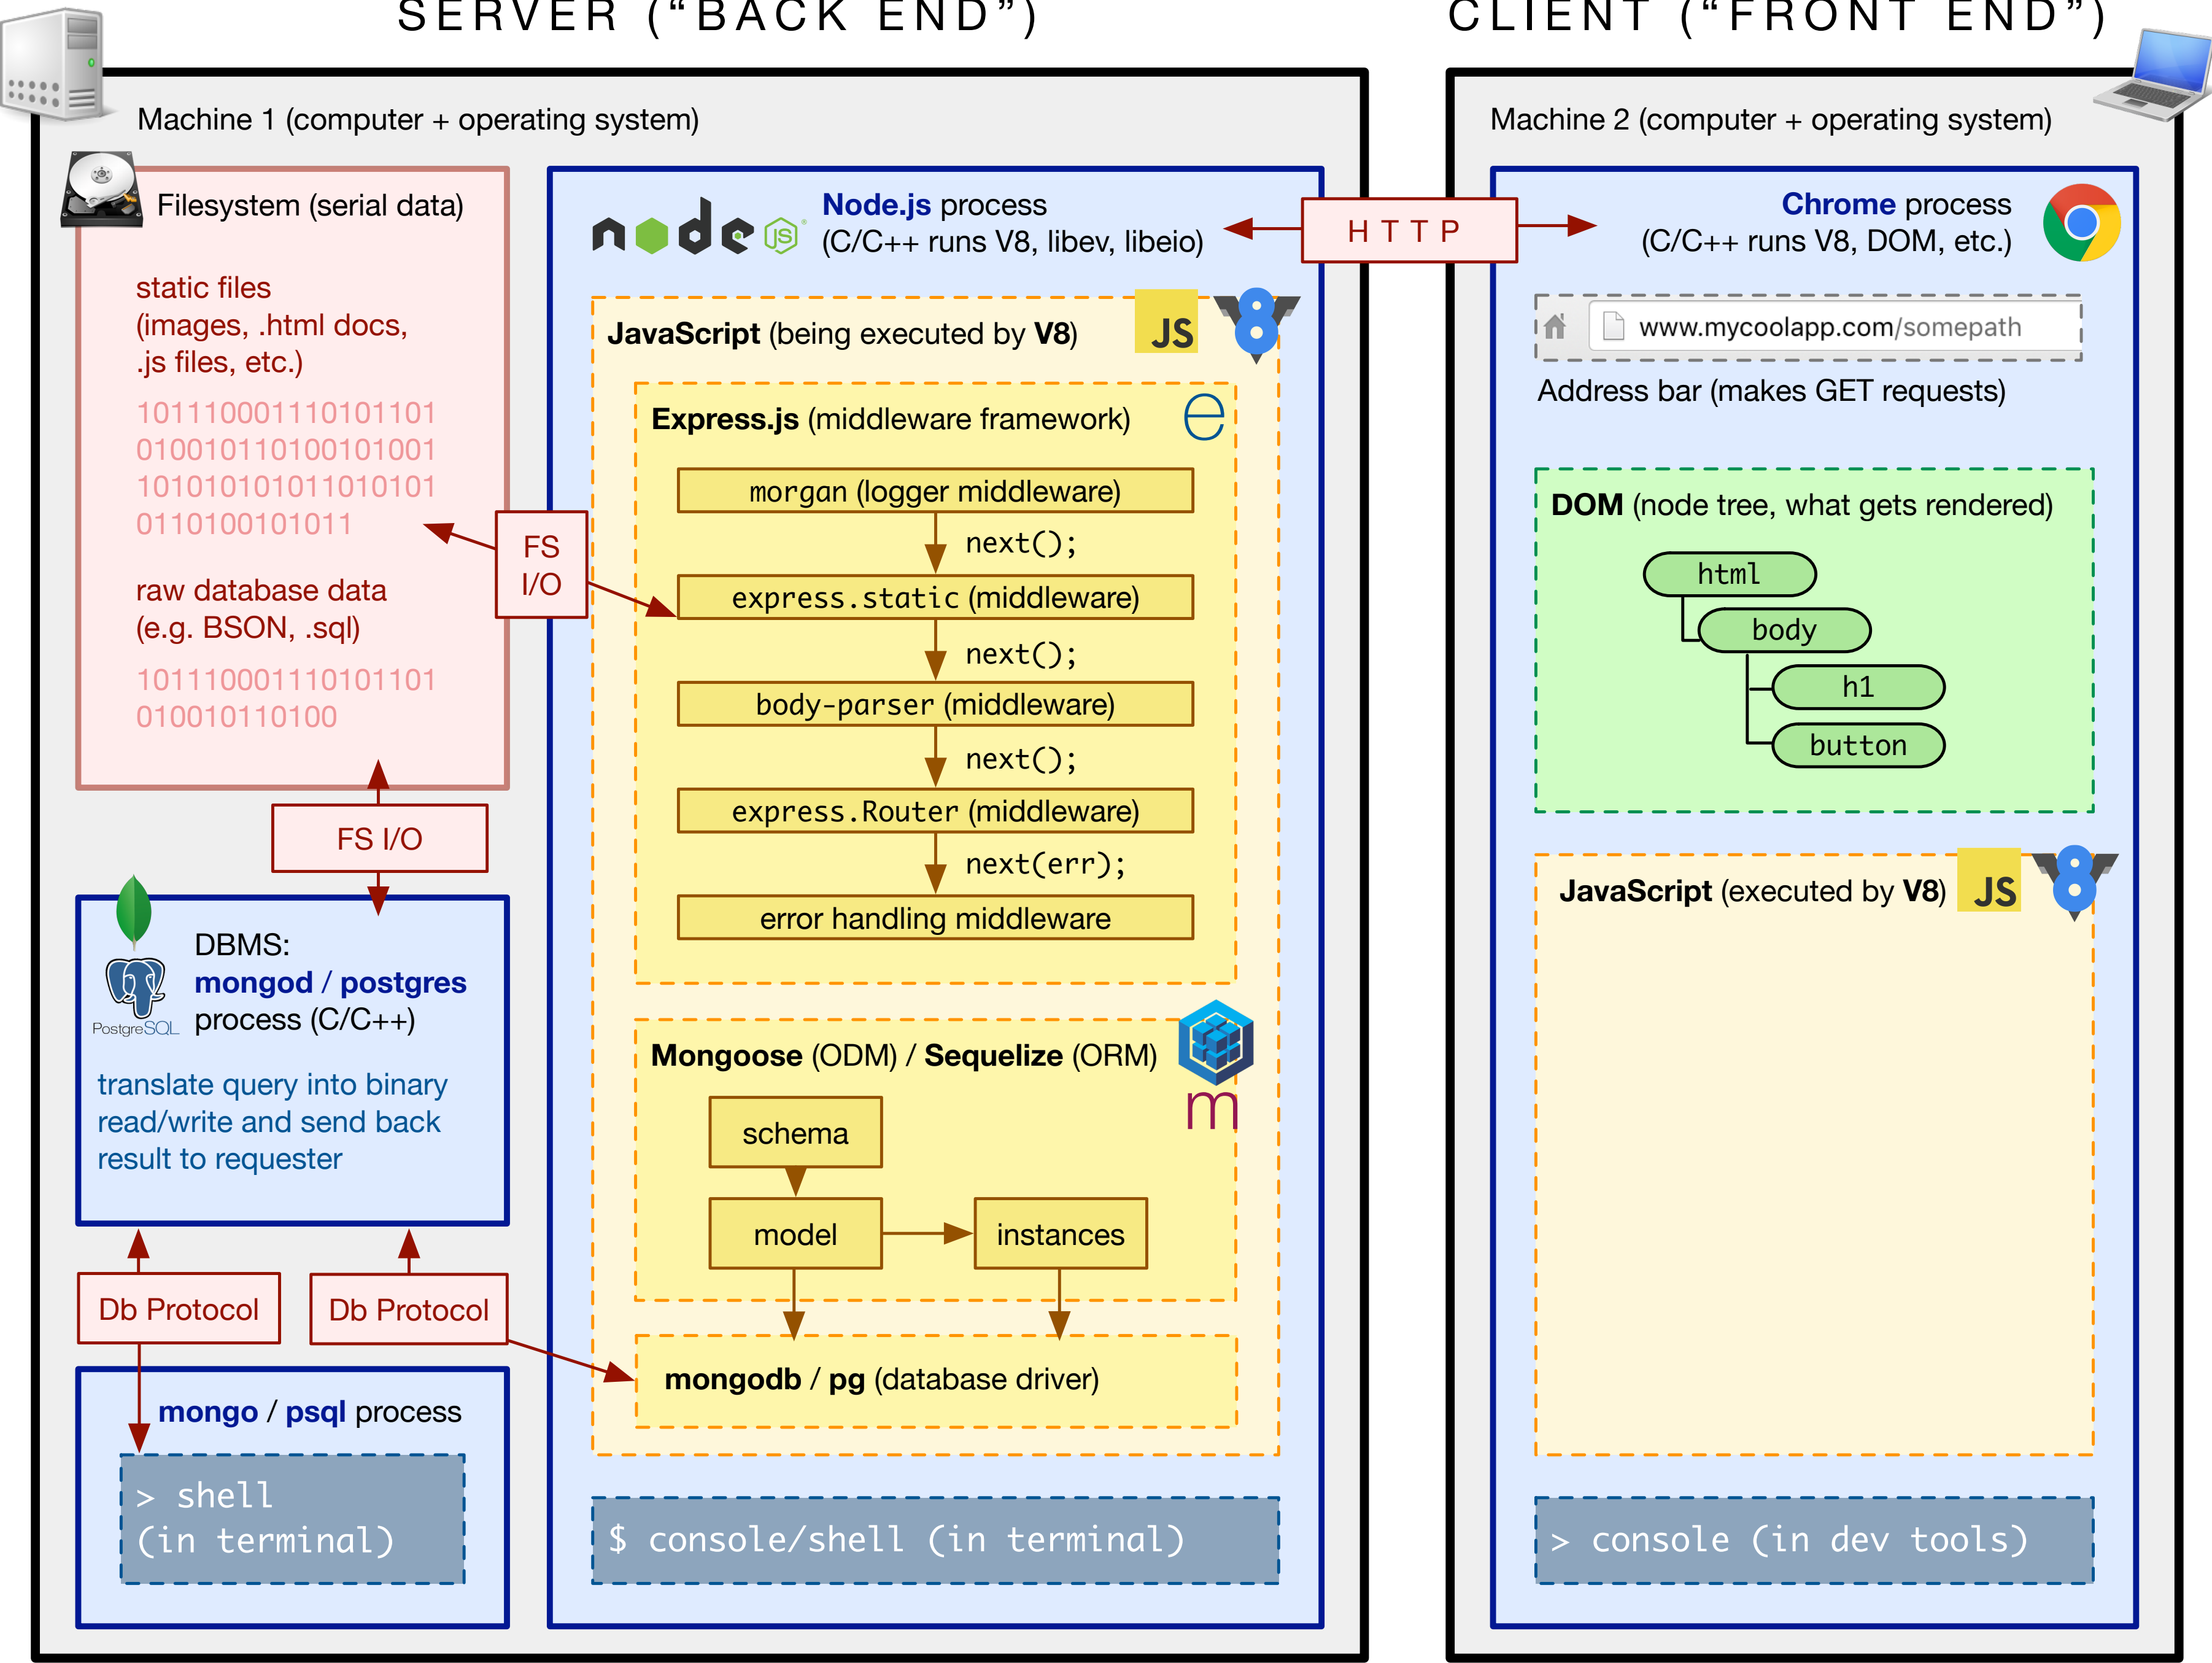 SERVER (“BACK END”)
CLIENT (“FRONT END”)
Machine 1 (computer + operating system)
Filesystem (serial data)
static files
(images, .html docs,
.js files, etc.)
101110001110101101
010010110100101001
101010101011010101
0110100101011
raw database data
(e.g. BSON, .sql)
101110001110101101
010010110100
FS I/O
DBMS:
mongod / postgres
process (C/C++)
PostgreSQL
translate query into binary
read/write and send back
result to requester
Db Protocol
Db Protocol
mongo / psql process
> shell
(in terminal)
FS
I/O
node
JS
Node.js process
(C/C++ runs V8, libev, libeio)
JavaScript (being executed by V8)
JS
8
Express.js (middleware framework)
e
morgan (logger middleware)
next();
express.static (middleware)
next();
body-parser (middleware)
next();
express.Router (middleware)
next(err);
error handling middleware
Mongoose (ODM) / Sequelize (ORM)
m
schema
model
instances
mongodb / pg (database driver)
$ console/shell (in terminal)
HTTP
Machine 2 (computer + operating system)
Chrome process
(C/C++ runs V8, DOM, etc.)
www.mycoolapp.com/somepath
Address bar (makes GET requests)
DOM (node tree, what gets rendered)
html
body
h1
button
JavaScript (executed by V8)
JS
8
> console (in dev tools)